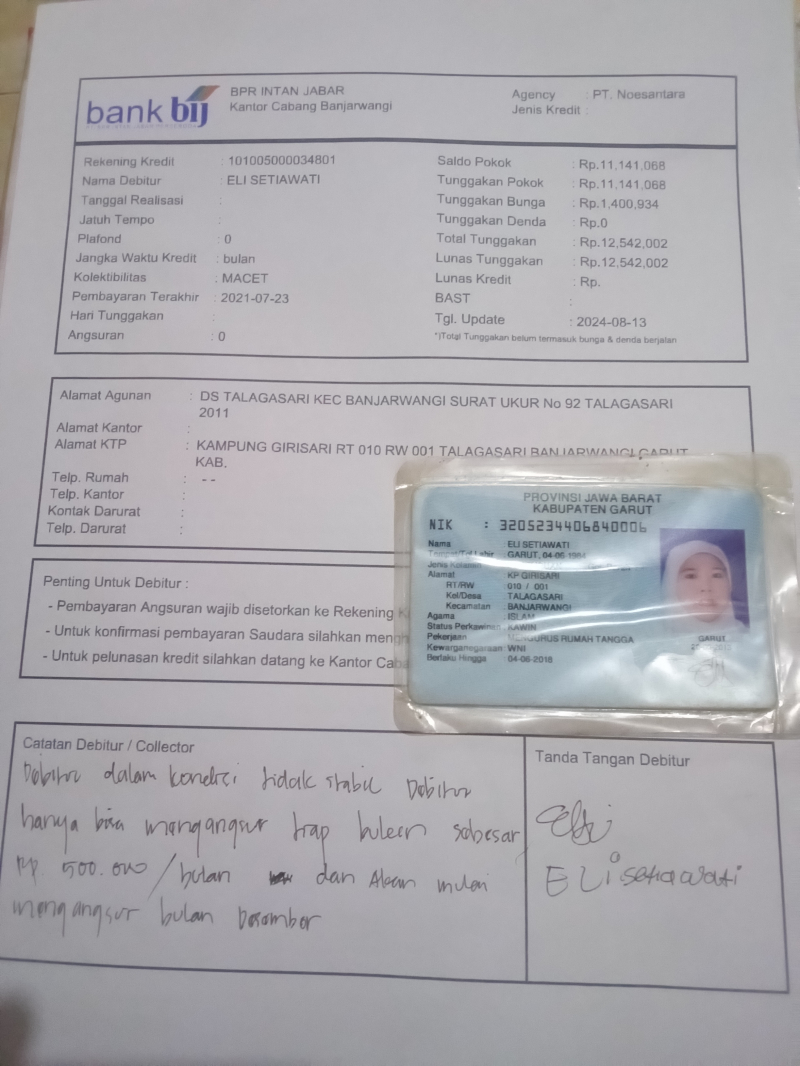 bank bij
BPR INTAN JABAR
Kantor Cabang Banjarwangi
Agency : PT. Noesantara
Jenis Kredit :
Rekening Kredit : 101005000034801
Nama Debitur : ELI SETIAWATI
Tanggal Realisasi :
Jatuh Tempo :
Plafond : 0
Jangka Waktu Kredit : bulan
Kolektibilitas : MACET
Pembayaran Terakhir : 2021-07-23
Hari Tunggakan :
Angsuran : 0
Saldo Pokok : Rp.11,141,068
Tunggakan Pokok : Rp.11,141,068
Tunggakan Bunga : Rp.1,400,934
Tunggakan Denda : Rp.0
Total Tunggakan : Rp.12,542,002
Lunas Tunggakan : Rp.12,542,002
Lunas Kredit : Rp.
BAST :
Tgl. Update : 2024-08-13
*)Total Tunggakan belum termasuk bunga & denda berjalan
Alamat Agunan : DS TALAGASARI KEC BANJARWANGI SURAT UKUR No 92 TALAGASARI
2011
Alamat Kantor :
Alamat KTP : KAMPUNG GIRISARI RT 010 RW 001 TALAGASARI BANJARWANGI GARUT
KAB.
Telp. Rumah : - -
Telp. Kantor :
Kontak Darurat :
Telp. Darurat :
PROVINSI JAWA BARAT
KABUPATEN GARUT
NIK : 3205234406840006
Nama : ELI SETIAWATI
Tempat/Tgl Lahir : GARUT, 04-06-1984
Jenis Kelamin
Alamat : KP GIRISARI
RT/RW : 010 / 001
Kel/Desa : TALAGASARI
Kecamatan : BANJARWANGI
Agama : ISLAM
Status Perkawinan : KAWIN
Pekerjaan : MENGURUS RUMAH TANGGA
Kewarganegaraan : WNI
Berlaku Hingga : 04-06-2018
GARUT
Penting Untuk Debitur :
- Pembayaran Angsuran wajib disetorkan ke Rekening
- Untuk konfirmasi pembayaran Saudara silahkan
- Untuk pelunasan kredit silahkan datang ke Kantor
Catatan Debitur / Collector
Debitur dalam kondisi tidak stabil Debitur
hanya bisa mengangsur tiap bulan sebesar
Rp 500.000 /bulan dan Akan mulai
mengangsur bulan Desember
Tanda Tangan Debitur
ELi setiawati